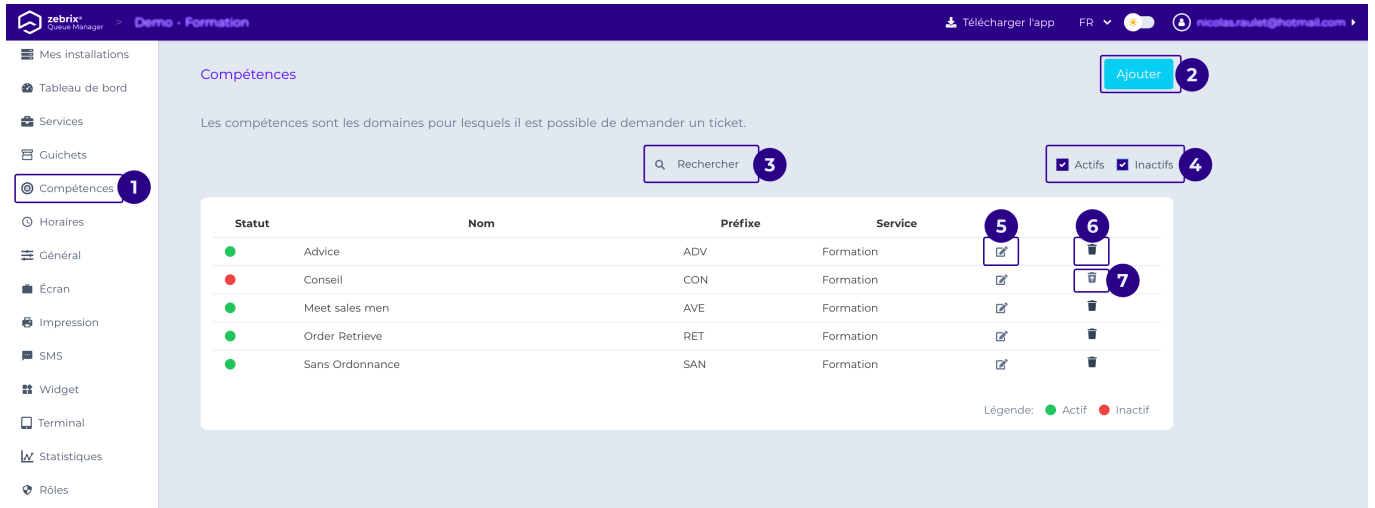 zebrix® Queue Manager > Demo - Formation Télécharger l'app FR nicolas.raulet@hotmail.com
Mes installations
Tableau de bord
Services
Guichets
Compétences 1
Horaires
Général
Écran
Impression
SMS
Widget
Terminal
Statistiques
Rôles
Compétences
Ajouter 2
Les compétences sont les domaines pour lesquels il est possible de demander un ticket.
Rechercher 3 Actifs Inactifs 4
Statut Nom Préfixe Service 5 6
Advice ADV Formation
Conseil CON Formation 7
Meet sales men AVE Formation
Order Retrieve RET Formation
Sans Ordonnance SAN Formation
Légende: Actif Inactif